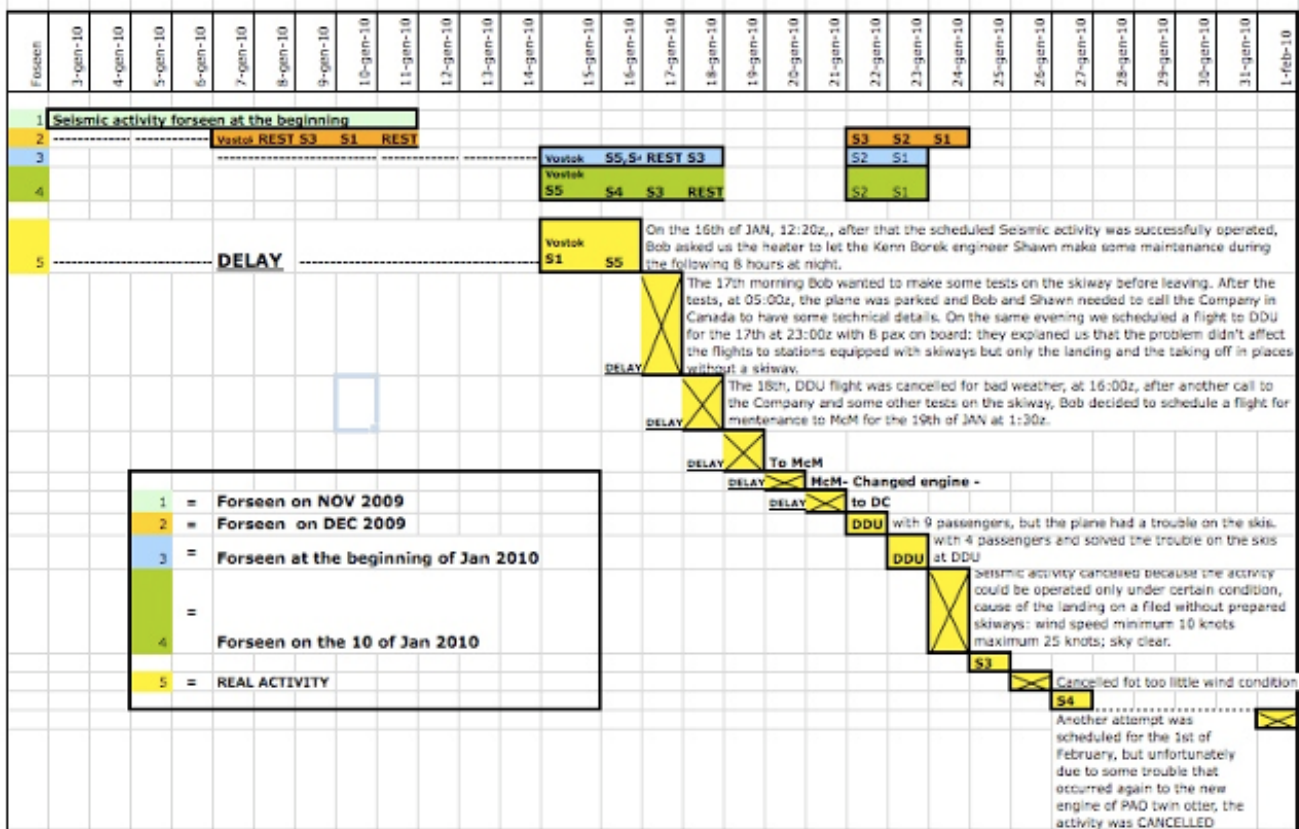 Foseen 3-gen-10 4-gen-10 5-gen-10 6-gen-10 7-gen-10 8-gen-10 9-gen-10 10-gen-10 11-gen-10 12-gen-10 13-gen-10 14-gen-10 15-gen-10 16-gen-10 17-gen-10 18-gen-10 19-gen-10 20-gen-10 21-gen-10 22-gen-10 23-gen-10 24-gen-10 25-gen-10 26-gen-10 27-gen-10 28-gen-10 29-gen-10 30-gen-10 31-gen-10 1-feb-10
1 Seismic activity forseen at the beginning
2 Vostok REST S3 S1 REST S3 S2 S1
3 Vostok S5,S4 REST S3 S2 S1
Vostok
4 S5 S4 S3 REST S2 S1
On the 16th of JAN, 12:20z,, after that the scheduled Seismic activity was successfully operated,
Vostok Bob asked us the heater to let the Kenn Borek engineer Shawn make some maintenance during
5 DELAY S1 S5 the following 8 hours at night.
The 17th morning Bob wanted to make some tests on the skiway before leaving. After the
tests, at 05:00z, the plane was parked and Bob and Shawn needed to call the Company in
Canada to have some technical details. On the same evening we scheduled a flight to DDU
for the 17th at 23:00z with 8 pax on board: they explaned us that the problem didn't affect
the flights to stations equipped with skiways but only the landing and the taking off in places
DELAY without a skiway.
The 18th, DDU flight was cancelled for bad weather, at 16:00z, after another call to
the Company and some other tests on the skiway, Bob decided to schedule a flight for
DELAY mentenance to McM for the 19th of JAN at 1:30z.
DELAY To McM
DELAY McM- Changed engine -
DELAY to DC
DDU with 9 passengers, but the plane had a trouble on the skis.
with 4 passengers and solved the trouble on the skis
DDU at DDU
Seismic activity cancelled because the activity
could be operated only under certain condition,
cause of the landing on a filed without prepared
skiways: wind speed minimum 10 knots
maximum 25 knots; sky clear.
S3
Cancelled fot too little wind condition
S4
Another attempt was
scheduled for the 1st of
February, but unfortunately
due to some trouble that
occurred again to the new
engine of PAO twin otter, the
activity was CANCELLED
1 = Forseen on NOV 2009
2 = Forseen on DEC 2009
3 = Forseen at the beginning of Jan 2010
4 = Forseen on the 10 of Jan 2010
5 = REAL ACTIVITY